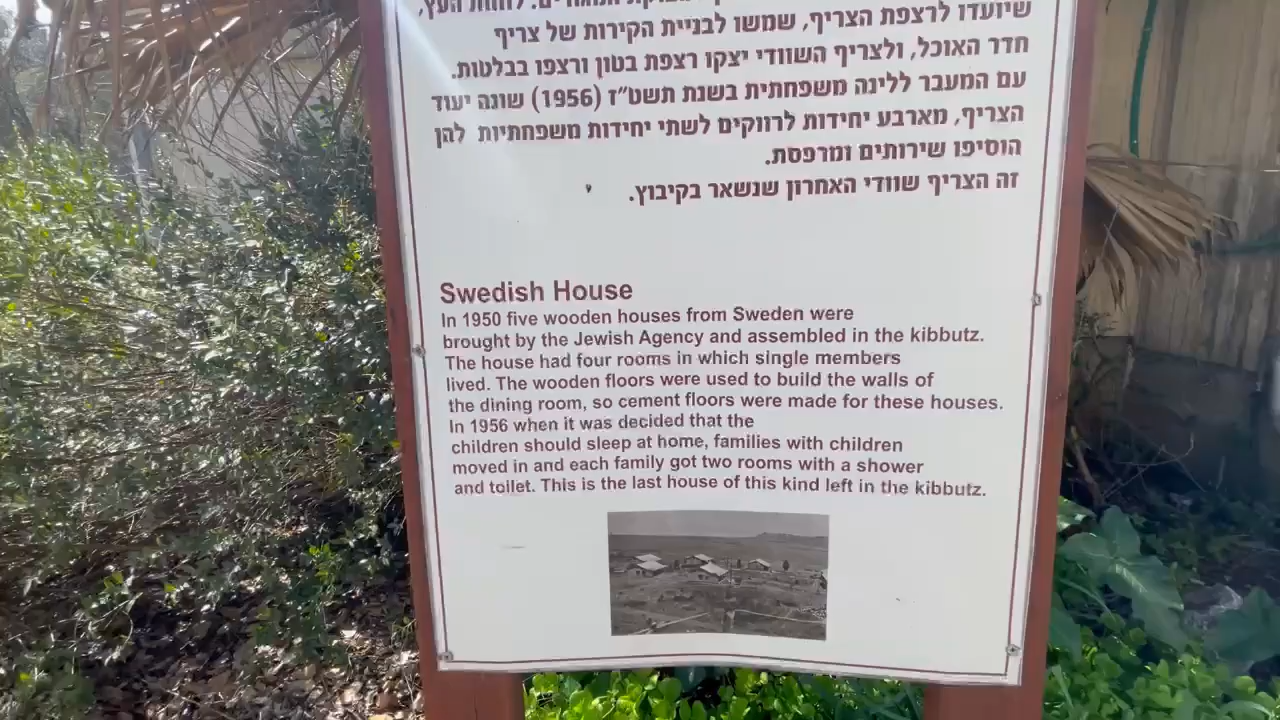 לוחות העץ,
שיועדו לרצפת הצריף, שמשו לבניית הקירות של צריף
חדר האוכל, ולצריף השוודי יצקו רצפת בטון ורצפו בבלטות.
עם המעבר ללינה משפחתית בשנת תשט״ז (1956) שונה יעוד
הצריף, מארבע יחידות לרווקים לשתי יחידות משפחתיות להן
הוסיפו שירותים ומרפסת.
זה הצריף שוודי האחרון שנשאר בקיבוץ.
Swedish House
In 1950 five wooden houses from Sweden were
brought by the Jewish Agency and assembled in the kibbutz.
The house had four rooms in which single members
lived. The wooden floors were used to build the walls of
the dining room, so cement floors were made for these houses.
In 1956 when it was decided that the
children should sleep at home, families with children
moved in and each family got two rooms with a shower
and toilet. This is the last house of this kind left in the kibbutz.